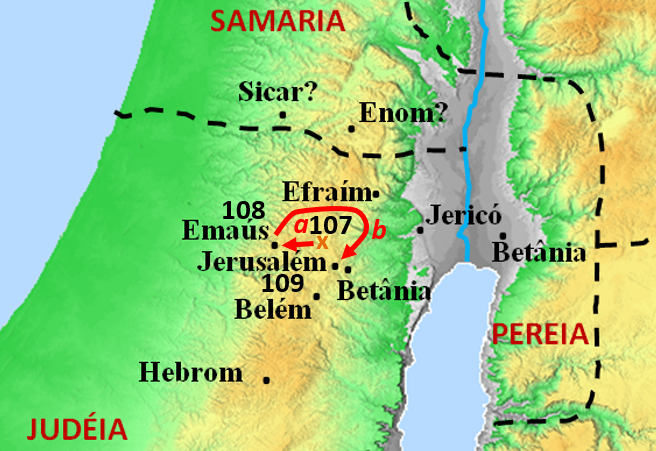 SAMARIA
Sicar?
Enom?
Efraím
108
a
107
b
Jericó
Emaús
x
Betânia
Jerusalém
109
Betânia
Belém
PEREIA
Hebrom
JUDÉIA